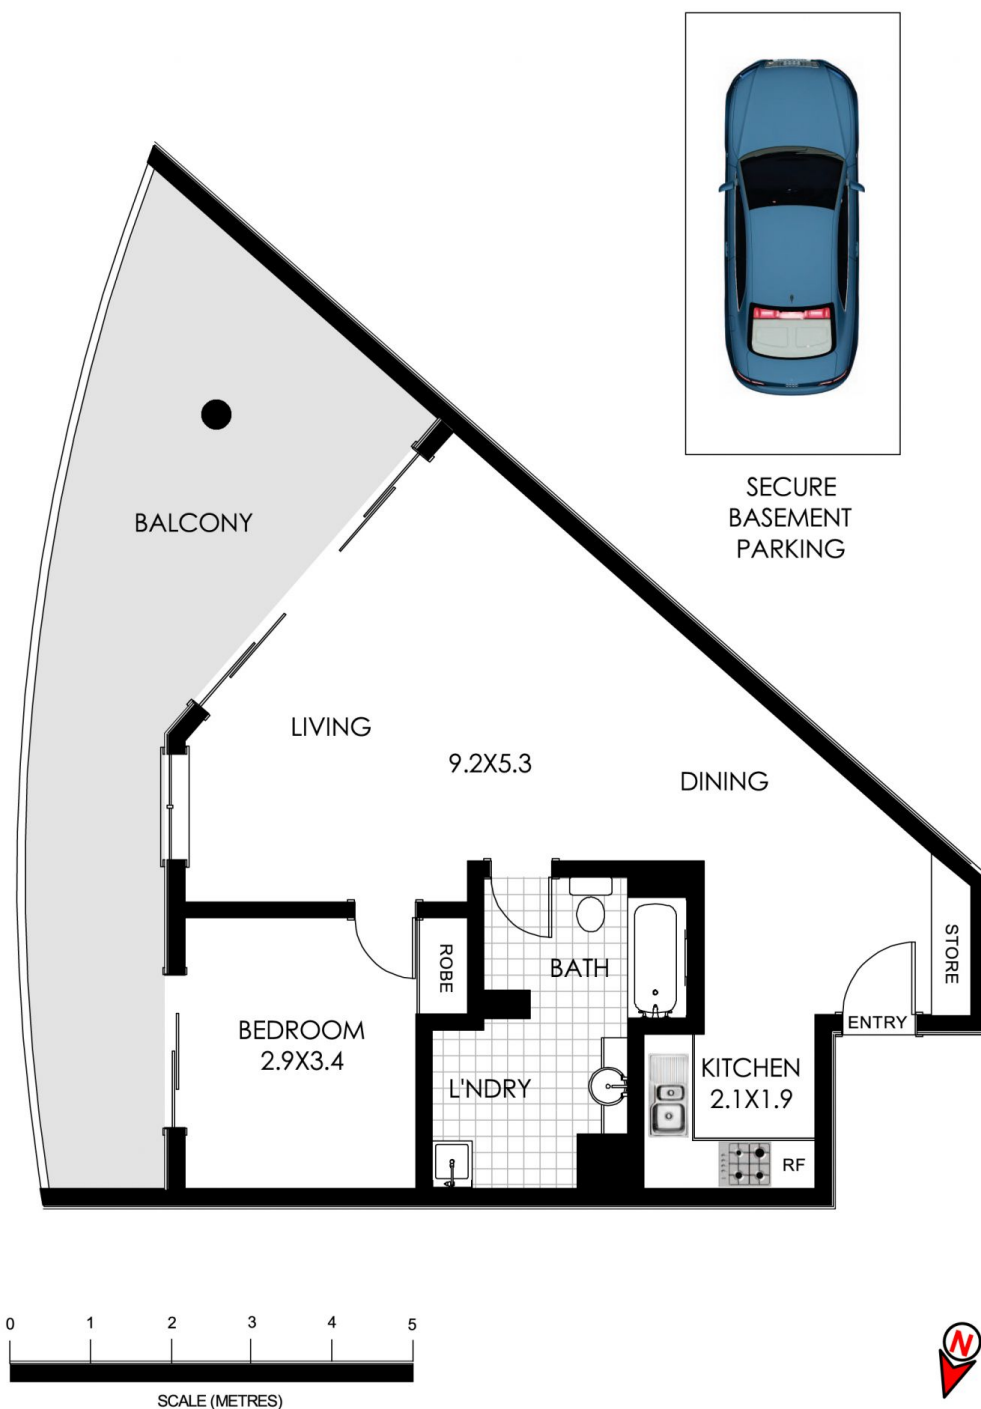 SECURE
BASEMENT
PARKING
BALCONY
LIVING
9.2X5.3
DINING
STORE
ROBE
BATH
ENTRY
BEDROOM
2.9X3.4
L'NDRY
KITCHEN
2.1X1.9
RF
0 1 2 3 4 5
SCALE (METRES)
N